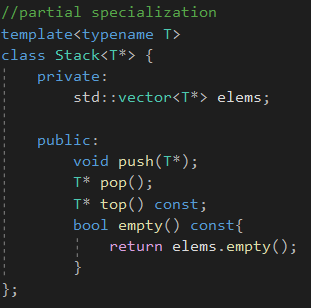 //partial specialization
template<typename T>
class Stack<T*> {
    private:
        std::vector<T*> elems;

    public:
        void push(T*);
        T* pop();
        T* top() const;
        bool empty() const{
            return elems.empty();
        }
};